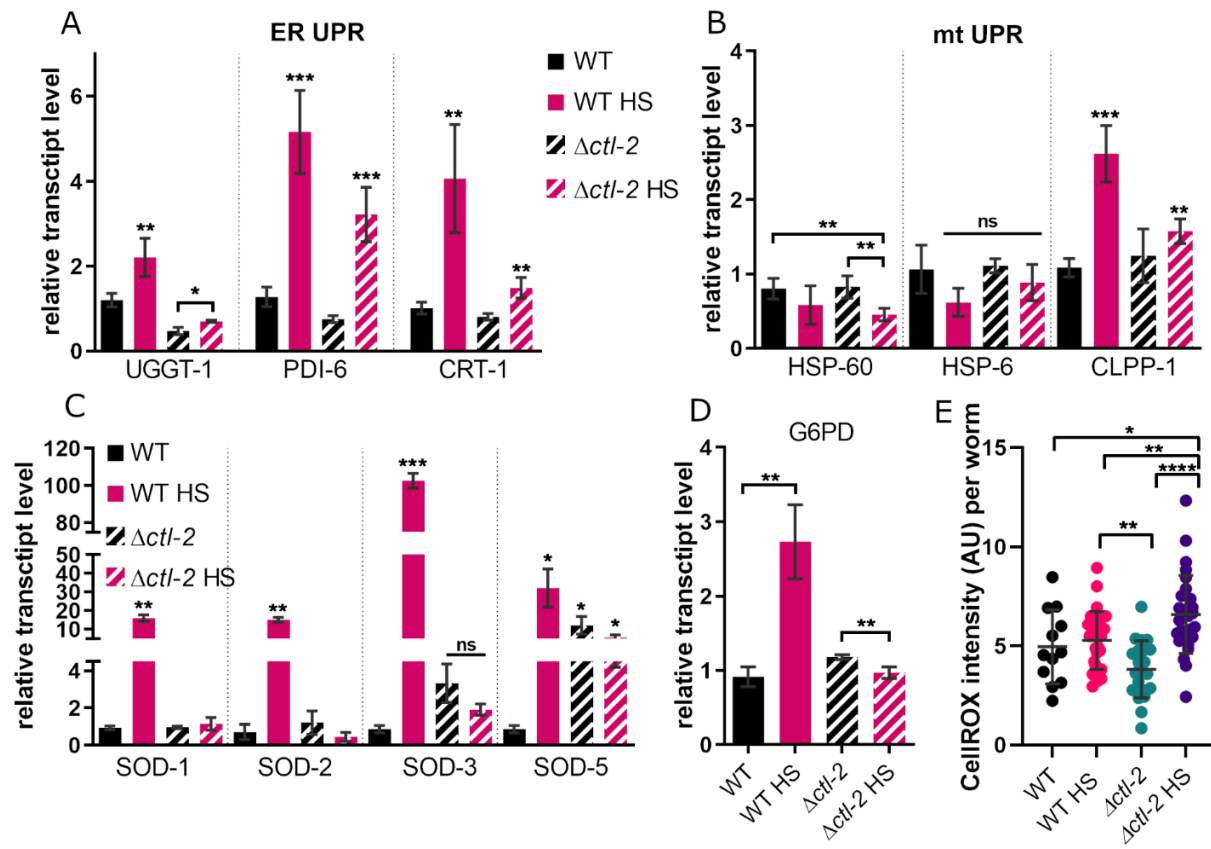 A
ER UPR
relative transctipt level
6
4
2
0
***
**
***
**
**
*
UGGT-1 PDI-6 CRT-1
WT
WT HS
Δctl-2
Δctl-2 HS
B
mt UPR
relative transctipt level
4
3
2
1
0
**
**
ns
***
**
HSP-60 HSP-6 CLPP-1
C
relative transctipt level
120
100
80
60
50
40
30
20
10
4
2
0
WT
WT HS
Δctl-2
Δctl-2 HS
**
**
***
ns
*
*
*
SOD-1 SOD-2 SOD-3 SOD-5
D
G6PD
relative transctipt level
4
3
2
1
0
**
**
WT
WT HS
Δctl-2
Δctl-2 HS
E
CellROX intensity (AU) per worm
15
10
5
0
*
**
****
**
WT
WT HS
Δctl-2
Δctl-2 HS